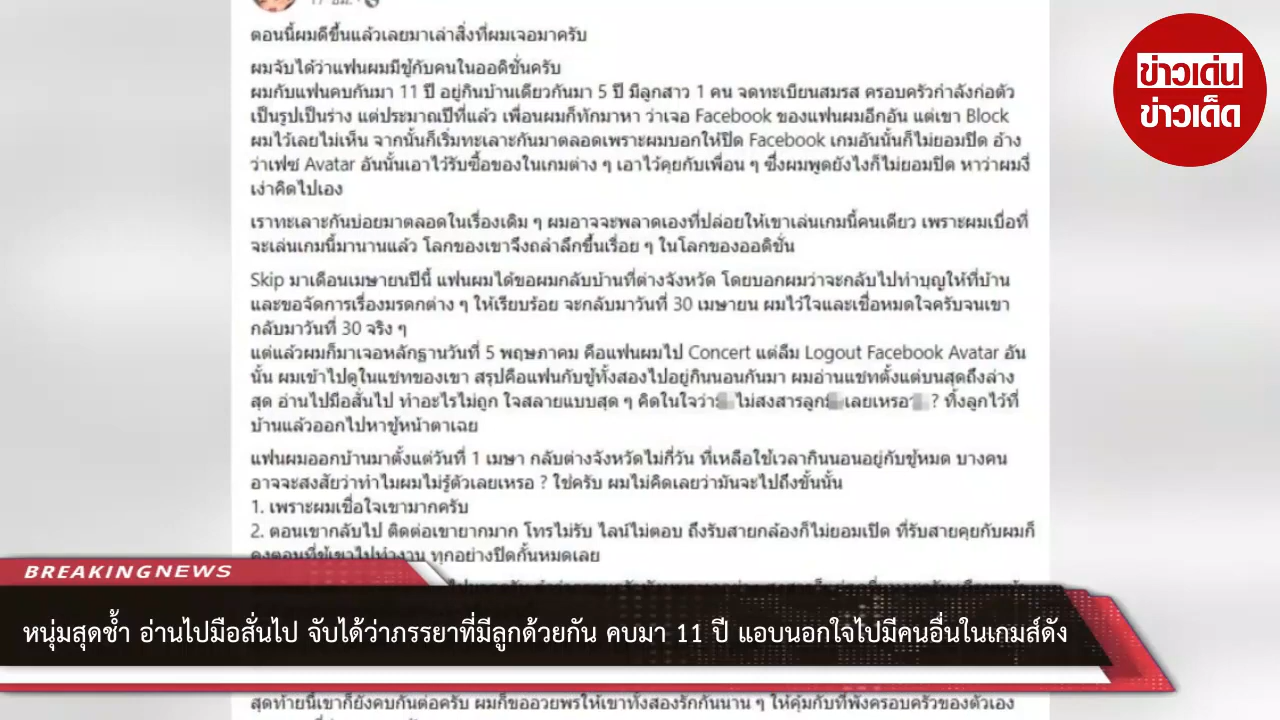 17 ชม.
ข่าวเด่น
ข่าวเด็ด
ตอนนี้ผมดีขึ้นแล้วเลยมาเล่าสิ่งที่ผมเจอมาครับ
ผมจับได้ว่าแฟนผมมีชู้กับคนในออดิชั่นครับ
ผมกับแฟนคบกันมา 11 ปี อยู่กินบ้านเดียวกันมา 5 ปี มีลูกสาว 1 คน จดทะเบียนสมรส ครอบครัวกำลังก่อตัว
เป็นรูปเป็นร่าง แต่ประมาณปีที่แล้ว เพื่อนผมก็ทักมาหา ว่าเจอ Facebook ของแฟนผมอีกอัน แต่เขา Block
ผมไว้เลยไม่เห็น จากนั้นก็เริ่มทะเลาะกันมาตลอดเพราะผมบอกให้ปิด Facebook เกมอันนั้นก็ไม่ยอมปิด อ้าง
ว่าเฟซ Avatar อันนั้นเอาไว้รับซื้อของในเกมต่าง ๆ เอาไว้คุยกับเพื่อน ๆ ซึ่งผมพูดยังไงก็ไม่ยอมปิด หาว่าผมงี่
เง่าคิดไปเอง
เราทะเลาะกันบ่อยมาตลอดในเรื่องเดิม ๆ ผมอาจจะพลาดเองที่ปล่อยให้เขาเล่นเกมนี้คนเดียว เพราะผมเบื่อที่
จะเล่นเกมนี้มานานแล้ว โลกของเขาจึงถลำลึกขึ้นเรื่อย ๆ ในโลกของออดิชั่น
Skip มาเดือนเมษายนปีนี้ แฟนผมได้ขอผมกลับบ้านที่ต่างจังหวัด โดยบอกผมว่าจะกลับไปทำบุญให้ที่บ้าน
และขอจัดการเรื่องมรดกต่าง ๆ ให้เรียบร้อย จะกลับมาวันที่ 30 เมษายน ผมไว้ใจและเชื่อหมดใจครับจนเขา
กลับมาวันที่ 30 จริง ๆ
แต่แล้วผมก็มาเจอหลักฐานวันที่ 5 พฤษภาคม คือแฟนผมไป Concert แต่ลืม Logout Facebook Avatar อัน
นั้น ผมเข้าไปดูในแชทของเขา สรุปคือแฟนกับชู้ทั้งสองไปอยู่กินนอนกันมา ผมอ่านแชทตั้งแต่บนสุดถึงล่าง
สุด อ่านไปมือสั่นไป ทำอะไรไม่ถูก ใจสลายแบบสุด ๆ คิดในใจว่า ไม่สงสารลูก เลยเหรอ ? ทิ้งลูกไว้ที่
บ้านแล้วออกไปหาชู้หน้าตาเฉย
แฟนผมออกบ้านมาตั้งแต่วันที่ 1 เมษา กลับต่างจังหวัดไม่กี่วัน ที่เหลือใช้เวลากินนอนอยู่กับชู้หมด บางคน
อาจจะสงสัยว่าทำไมผมไม่รู้ตัวเลยเหรอ ? ใช่ครับ ผมไม่คิดเลยว่ามันจะไปถึงขั้นนั้น
1. เพราะผมเชื่อใจเขามากครับ
2. ตอนเขากลับไป ติดต่อเขายากมาก โทรไม่รับ ไลน์ไม่ตอบ ถึงรับสายกล้องก็ไม่ยอมเปิด ที่รับสายคุยกับผมก็
คงตอนที่ชู้เขาไปทำงาน ทุกอย่างปิดกั้นหมดเลย
BREAKING NEWS
หนุ่มสุดช้ำ อ่านไปมือสั่นไป จับได้ว่าภรรยาที่มีลูกด้วยกัน คบมา 11 ปี แอบนอกใจไปมีคนอื่นในเกมส์ดัง
สุดท้ายนี้เขาก็ยังคบกันต่อครับ ผมก็ขออวยพรให้เขาทั้งสองรักกันนาน ๆ ให้คุ้มกับที่พังครอบครัวของตัวเอง